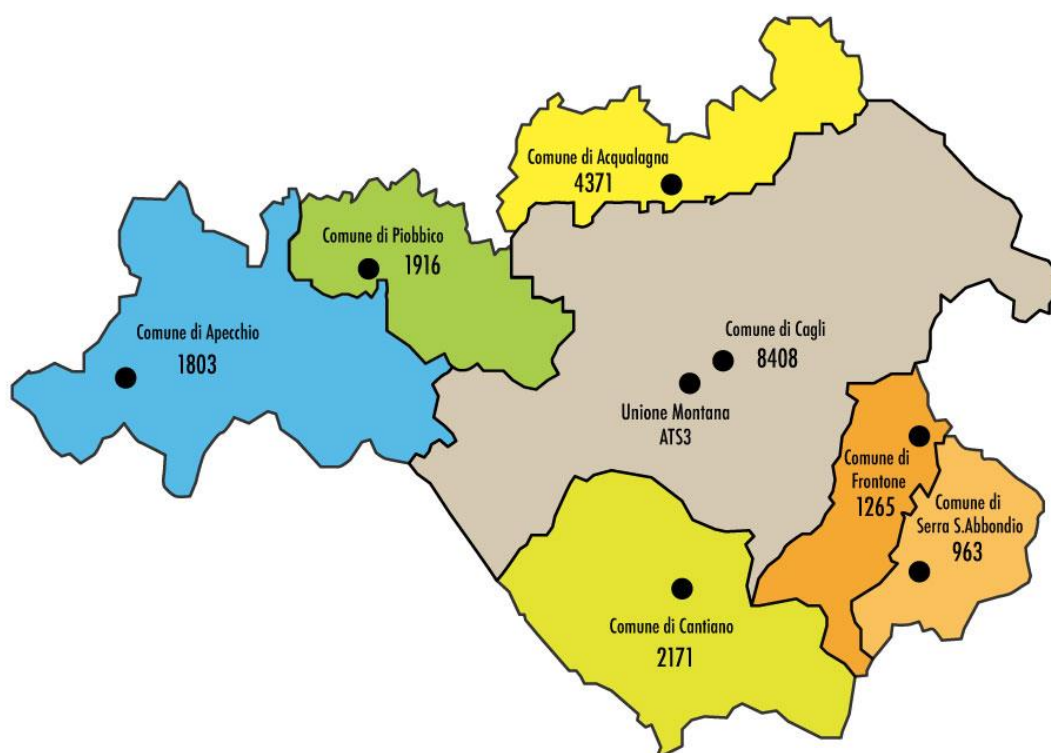 Comune di Acqualagna
4371
Comune di Piobbico
1916
Comune di Apecchio
1803
Comune di Cagli
8408
Unione Montana
ATS3
Comune di
Frontone
1265
Comune di
Serra S.Abbondio
963
Comune di Cantiano
2171